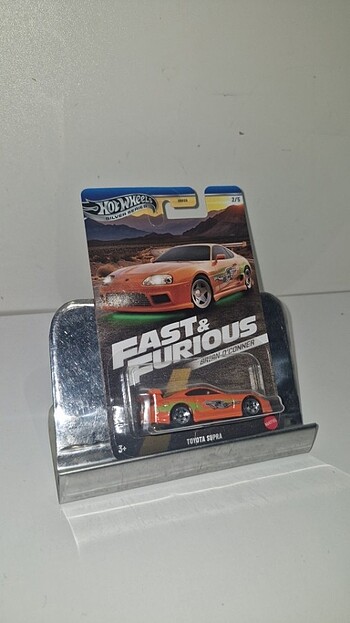 Hot Wheels
SILVER SERIES
2/5
FAST &
FURIOUS
BRIAN O'CONNER
3+
TOYOTA SUPRA